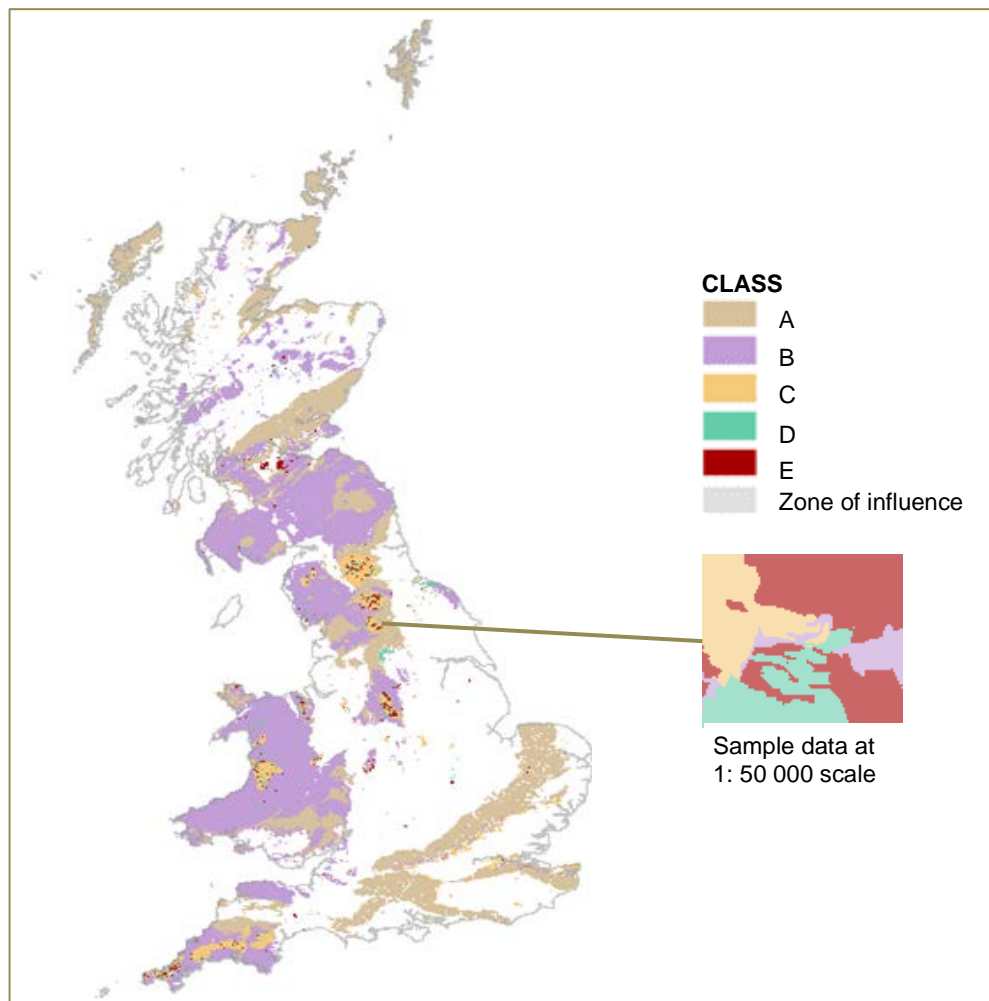 CLASS
A
B
C
D
E
Zone of influence
Sample data at
1: 50 000 scale